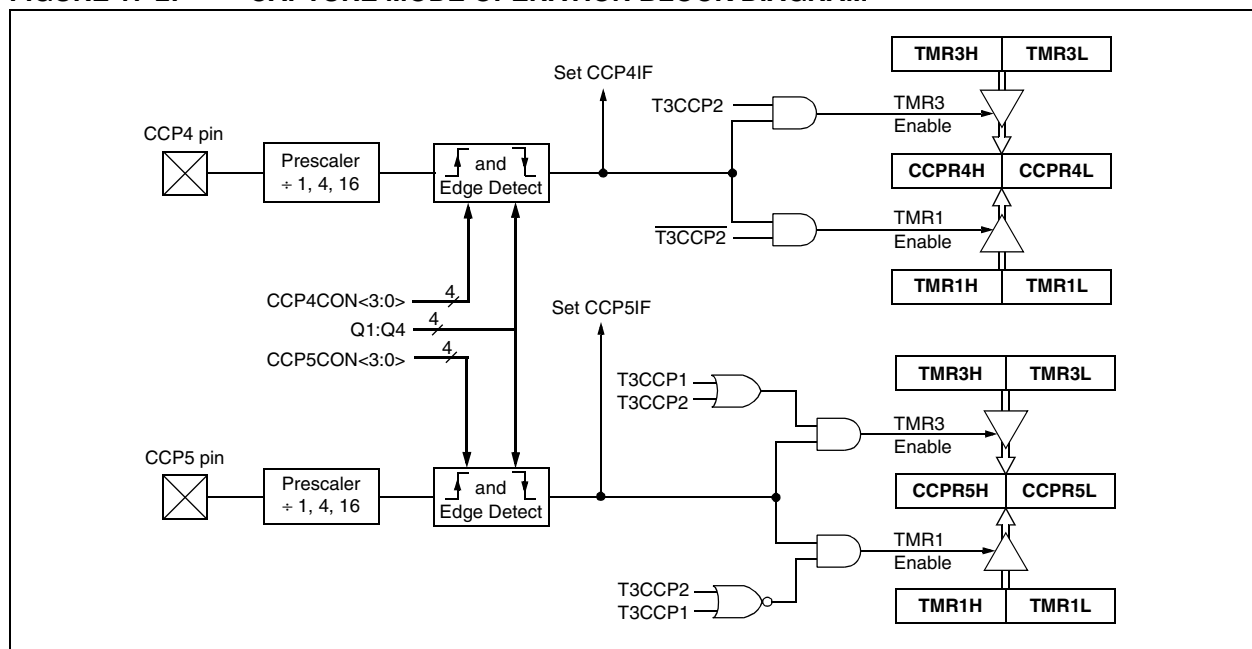 Set CCP4IF
TMR3H TMR3L
T3CCP2
TMR3
Enable
CCP4 pin
Prescaler
÷ 1, 4, 16
and
Edge Detect
CCPR4H CCPR4L
T3CCP2
TMR1
Enable
TMR1H TMR1L
CCP4CON<3:0> 4
Q1:Q4 4
CCP5CON<3:0> 4
Set CCP5IF
TMR3H TMR3L
T3CCP1
T3CCP2
TMR3
Enable
CCP5 pin
Prescaler
÷ 1, 4, 16
and
Edge Detect
CCPR5H CCPR5L
TMR1
Enable
T3CCP2
T3CCP1
TMR1H TMR1L